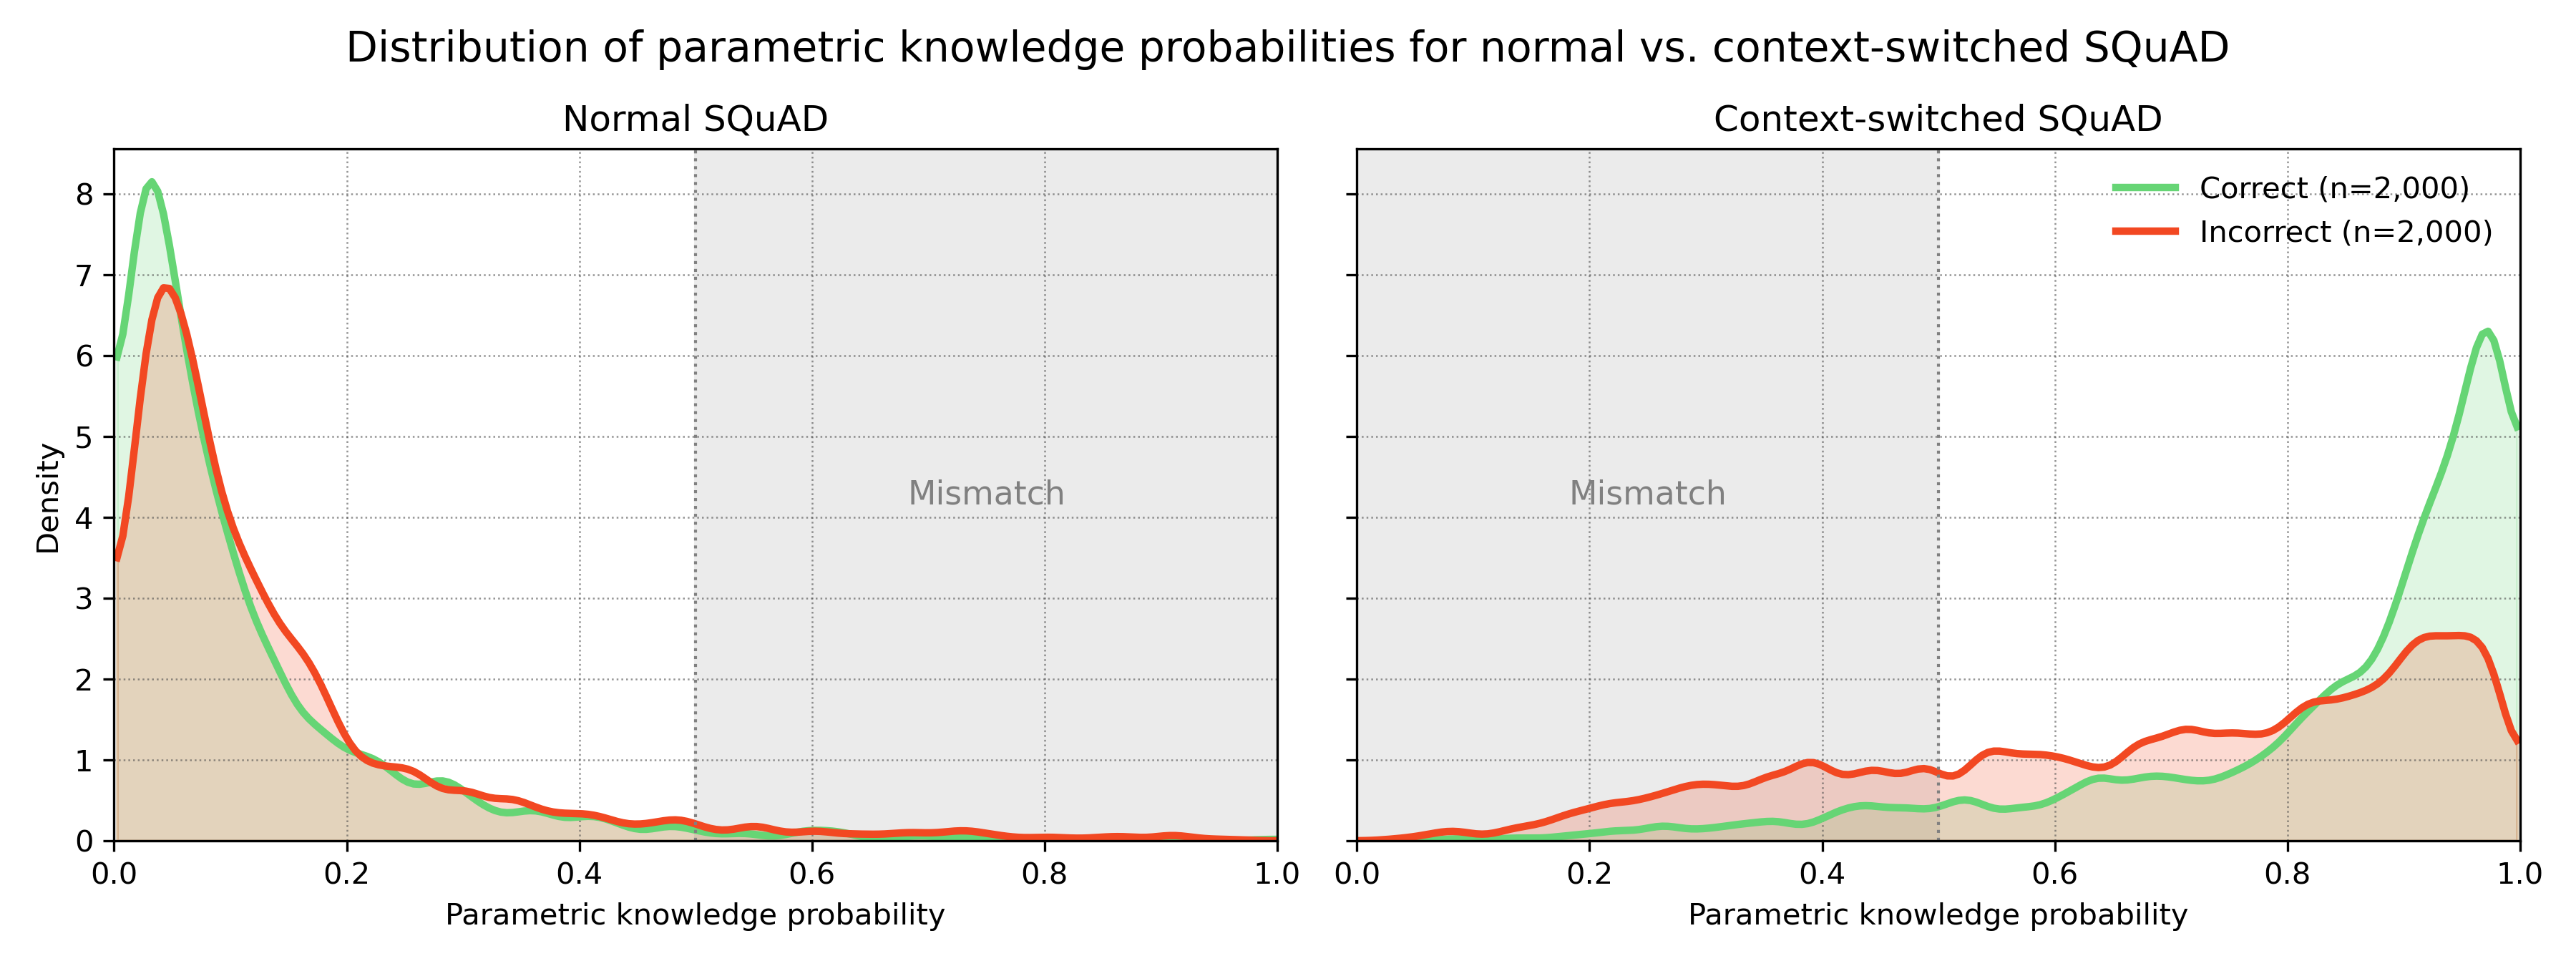 Distribution of parametric knowledge probabilities for normal vs. context-switched SQuAD
Normal SQuAD
Density
8
7
6
5
4
3
2
1
0
Mismatch
0.0 0.2 0.4 0.6 0.8 1.0
Parametric knowledge probability
Context-switched SQuAD
Correct (n=2,000)
Incorrect (n=2,000)
Mismatch
0.0 0.2 0.4 0.6 0.8 1.0
Parametric knowledge probability